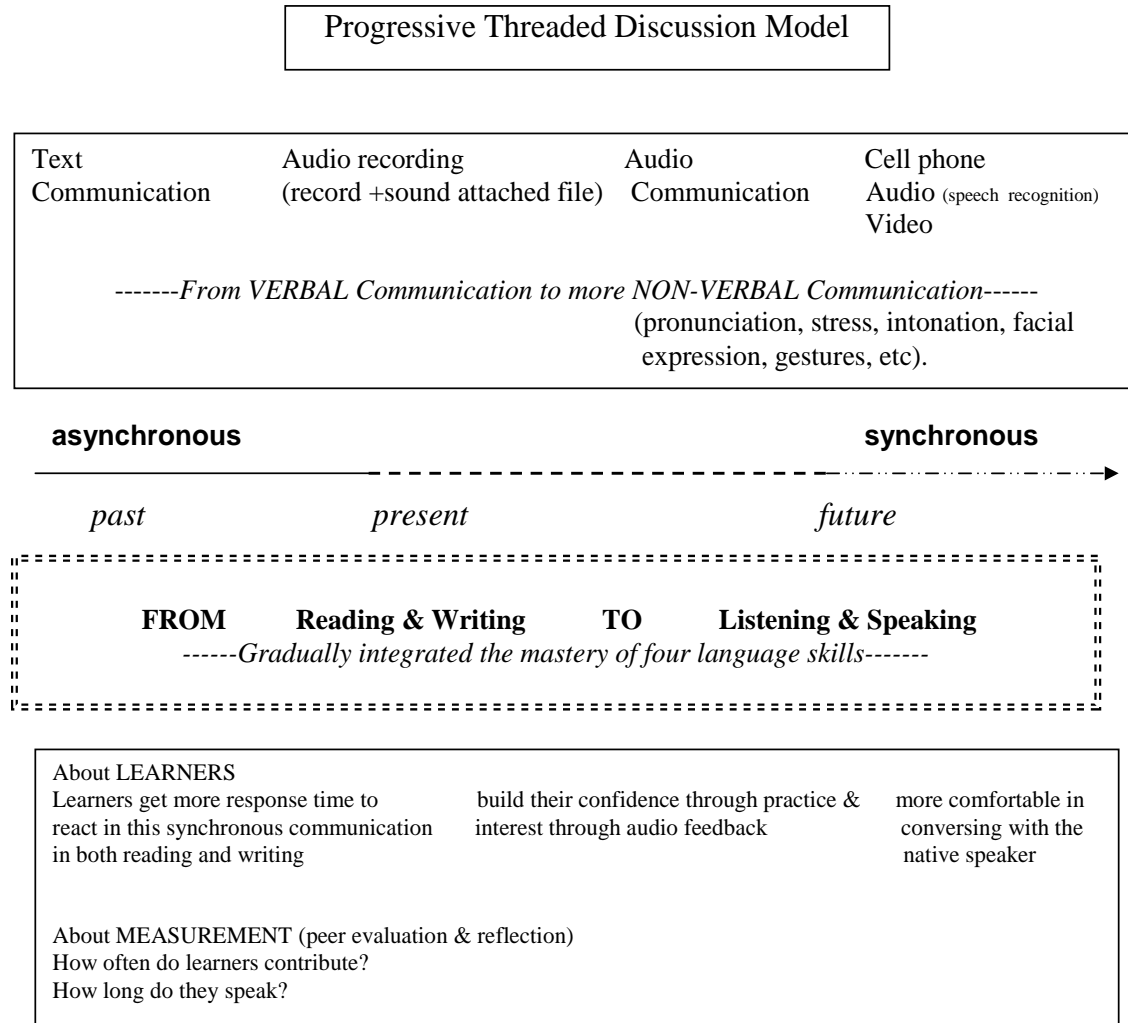 Progressive Threaded Discussion Model
Text Audio recording Audio Cell phone
Communication (record +sound attached file) Communication Audio (speech recognition)
Video
-------From VERBAL Communication to more NON-VERBAL Communication------
(pronunciation, stress, intonation, facial
expression, gestures, etc).
asynchronous synchronous
past present future
FROM Reading & Writing TO Listening & Speaking
------Gradually integrated the mastery of four language skills-------
About LEARNERS
Learners get more response time to build their confidence through practice & more comfortable in
react in this synchronous communication interest through audio feedback conversing with the
in both reading and writing native speaker
About MEASUREMENT (peer evaluation & reflection)
How often do learners contribute?
How long do they speak?